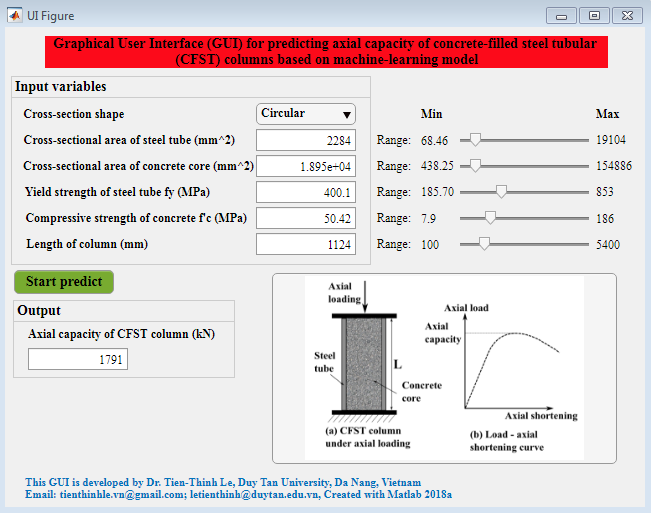 UI Figure
Graphical User Interface (GUI) for predicting axial capacity of concrete-filled steel tubular
(CFST) columns based on machine-learning model
Input variables
Cross-section shape Circular Min Max
Cross-sectional area of steel tube (mm^2) 2284 Range: 68.46 19104
Cross-sectional area of concrete core (mm^2) 1.895e+04 Range: 438.25 154886
Yield strength of steel tube fy (MPa) 400.1 Range: 185.70 853
Compressive strength of concrete f'c (MPa) 50.42 Range: 7.9 186
Length of column (mm) 1124 Range: 100 5400
Start predict
Output
Axial capacity of CFST column (kN)
1791
Axial
loading
Steel
tube
L
Concrete
core
(a) CFST column
under axial loading
Axial load
Axial
capacity
Axial shortening
(b) Load - axial
shortening curve
This GUI is developed by Dr. Tien-Thinh Le, Duy Tan University, Da Nang, Vietnam
Email: tienthinhle.vn@gmail.com; letienthinh@duytan.edu.vn, Created with Matlab 2018a